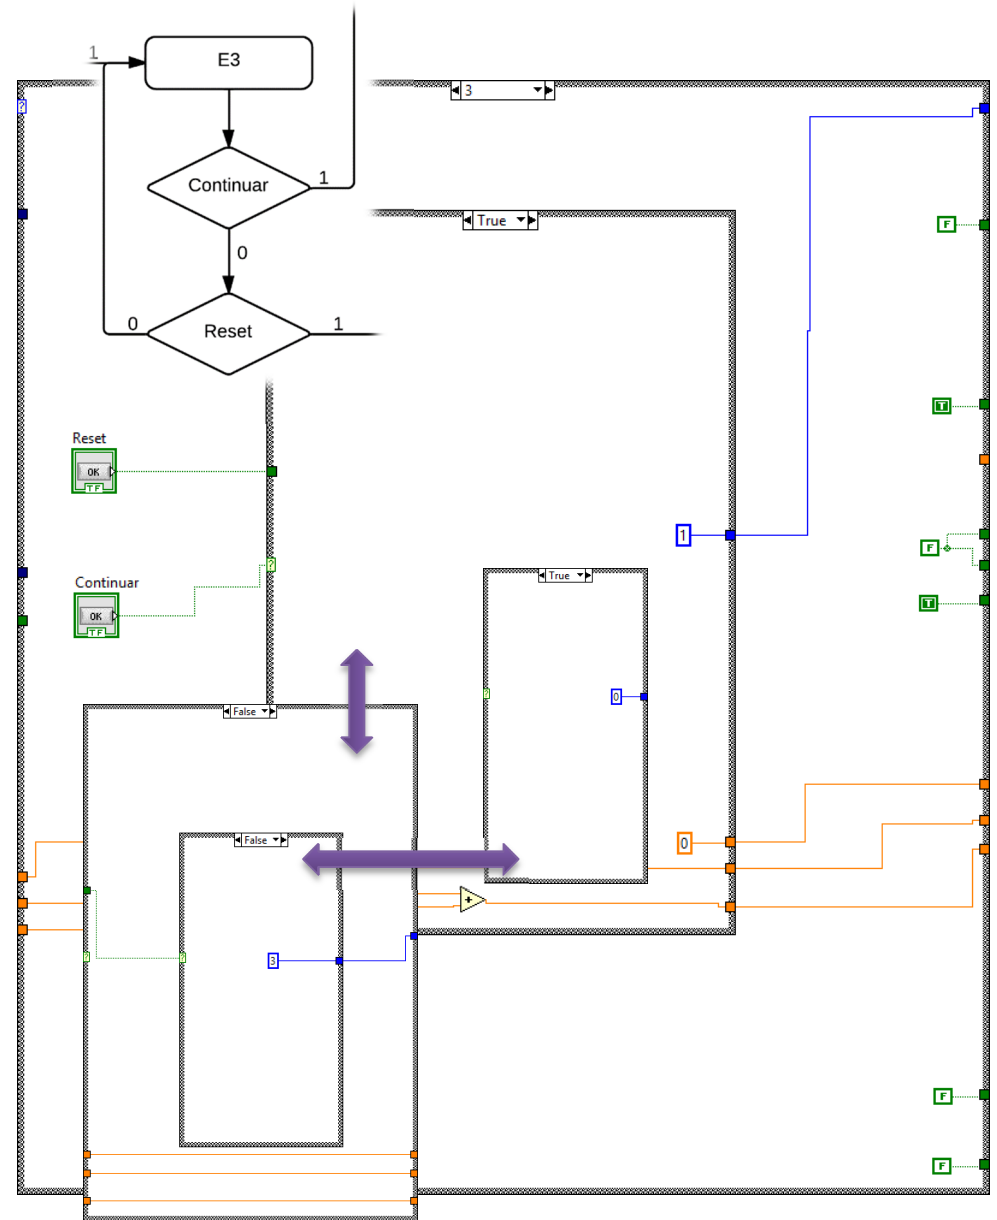 1
E3
3
?
Continuar
1
True
F
0
Reset
0
1
T
Reset
OK
TF
1
F
?
True
Continuar
OK
TF
T
?
0
False
False
0
+
?
?
3
F
F